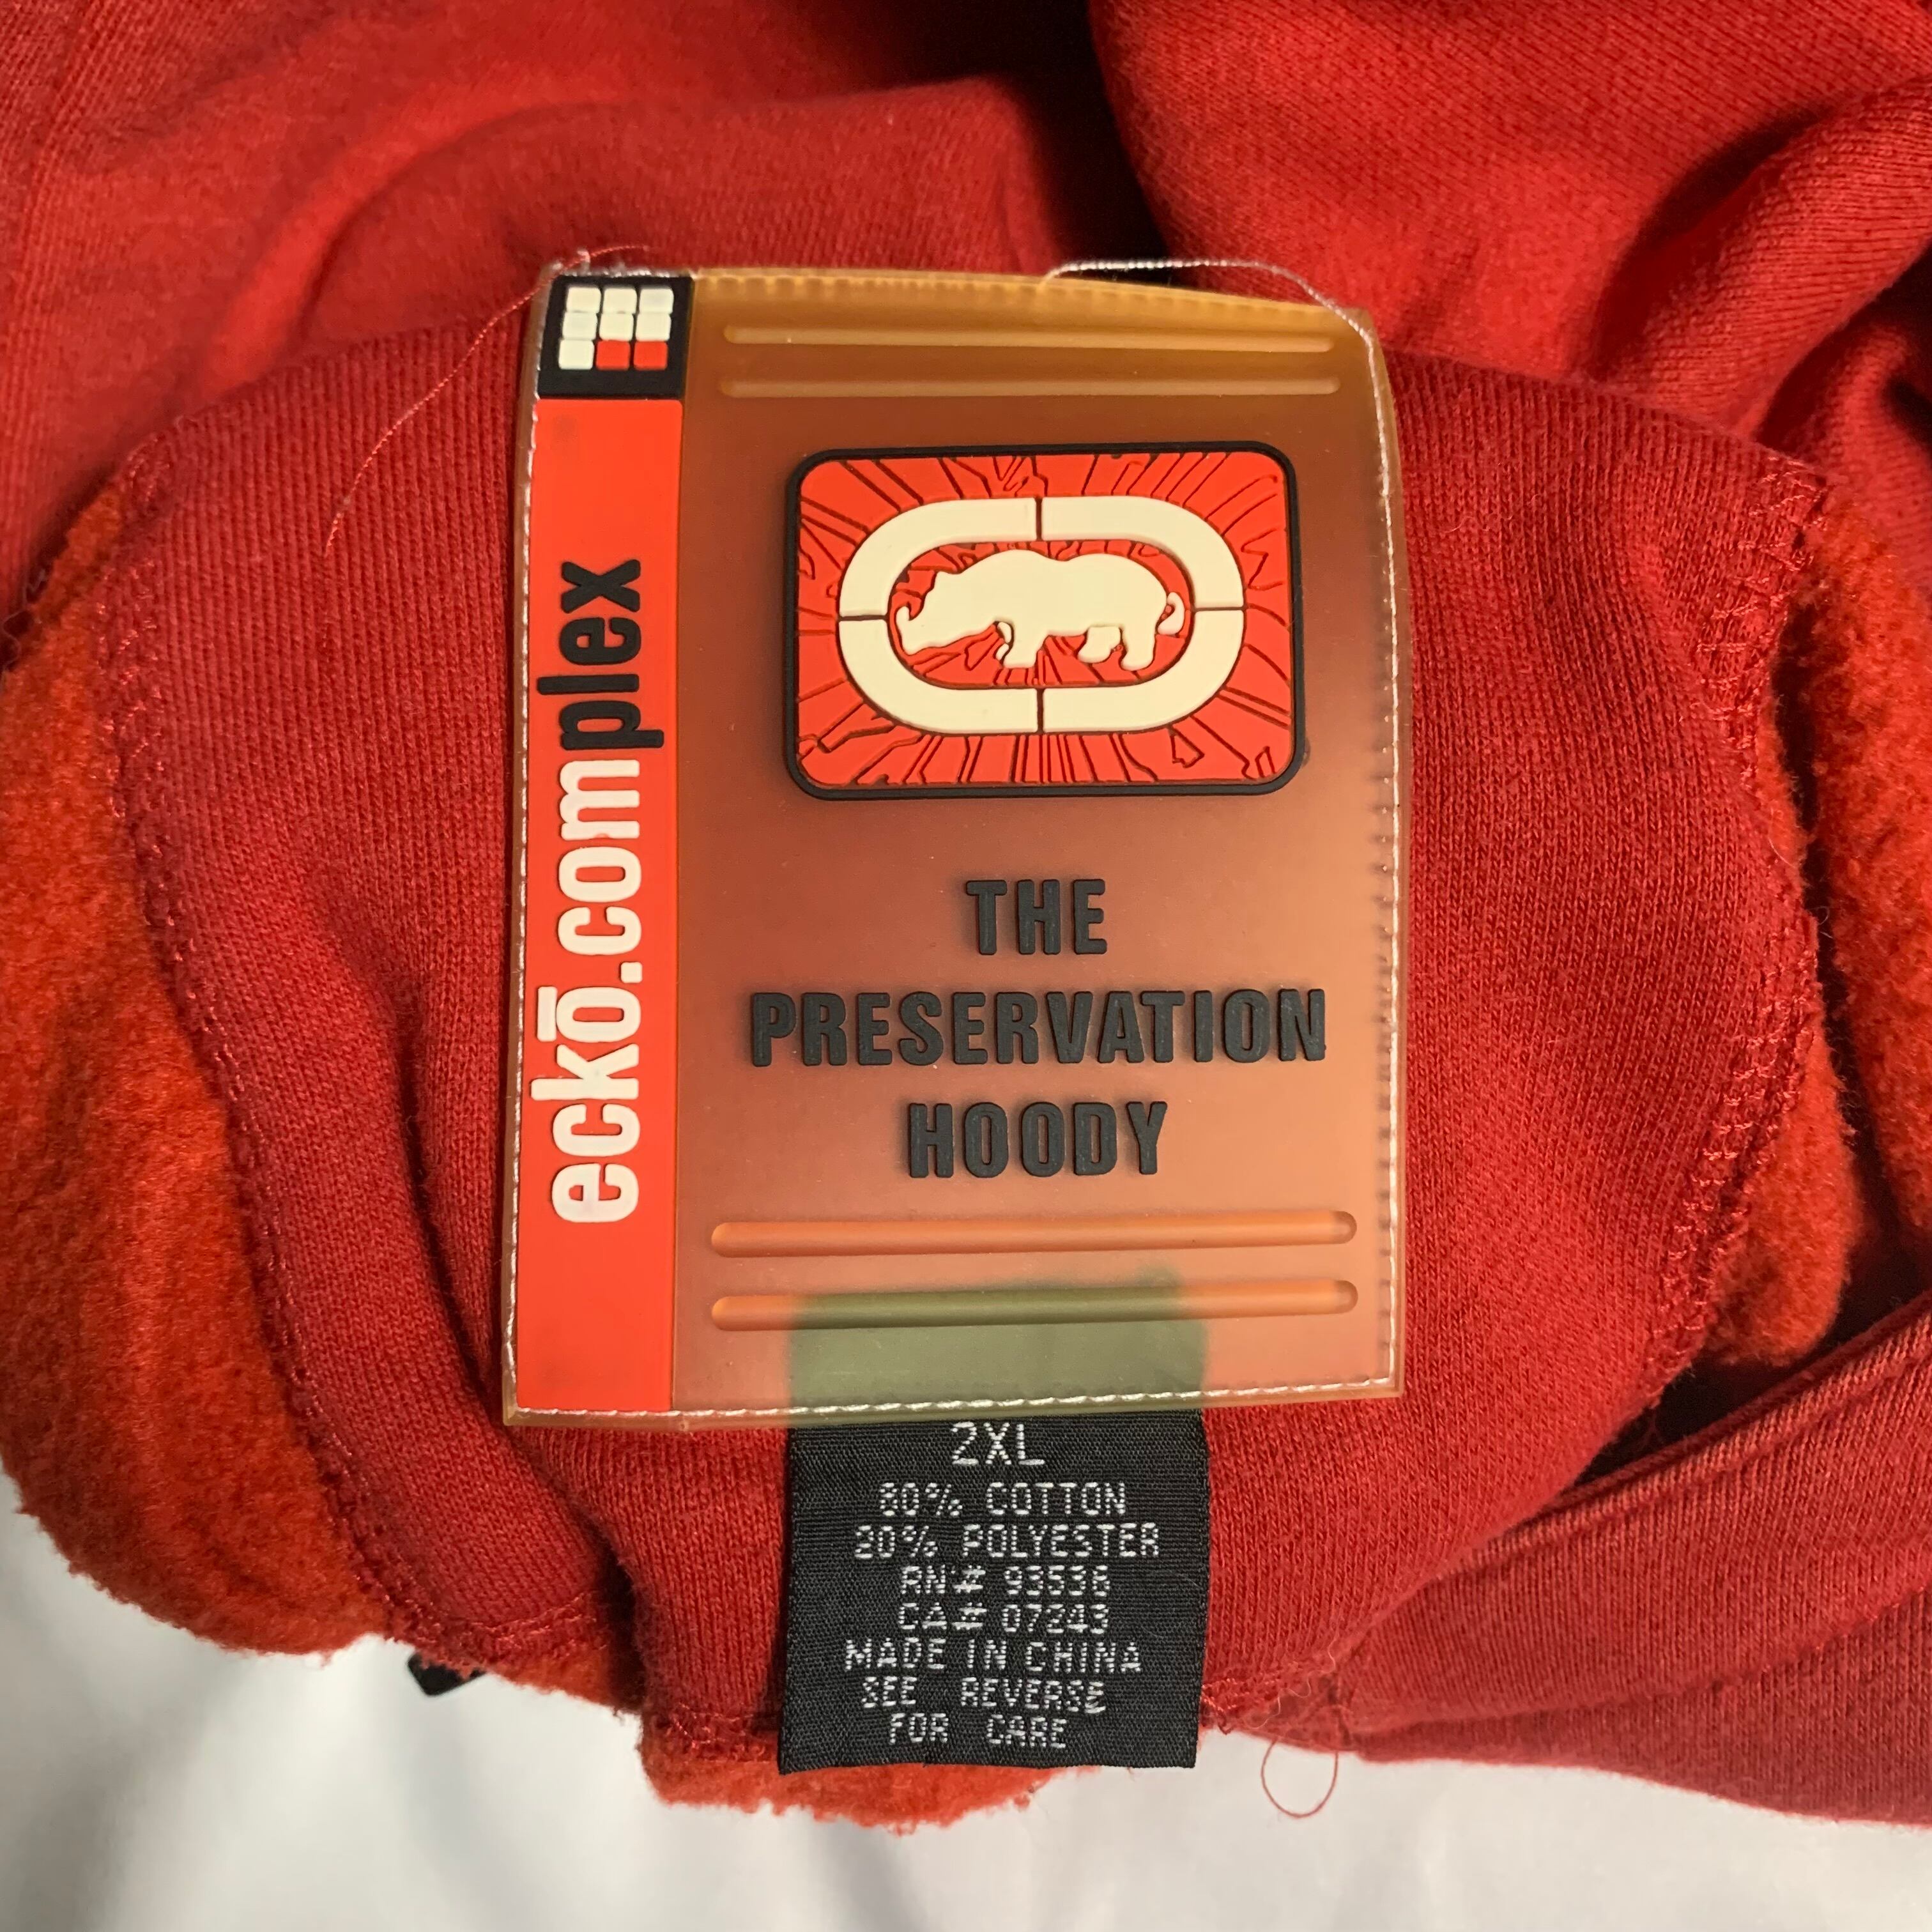 eckō.complex
THE
PRESERVATION
HOODY
2XL
80% COTTON
20% POLYESTER
RN# 93536
CA# 07243
MADE IN CHINA
SEE REVERSE
FOR CARE